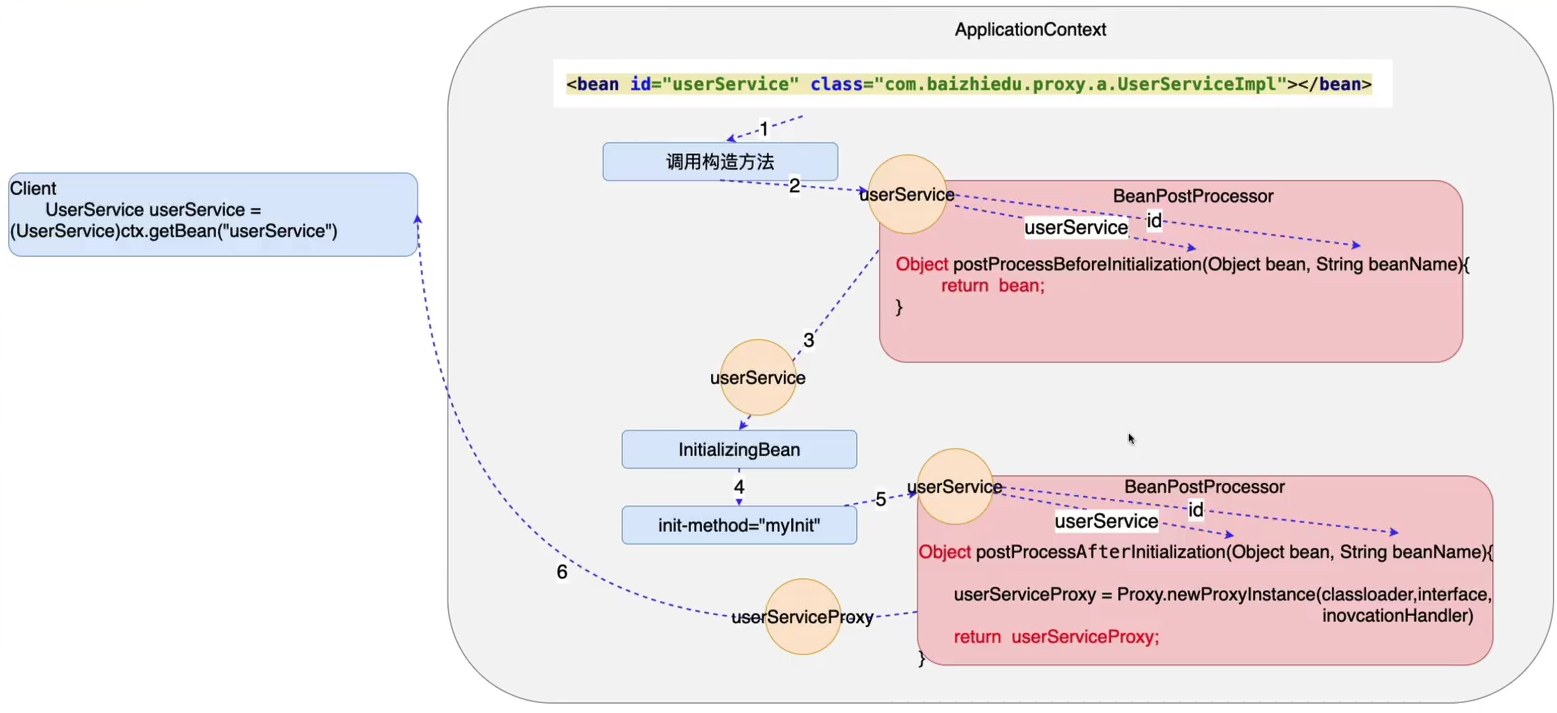 ApplicationContext
<bean id="userService" class="com.baizhiedu.proxy.a.UserServiceImpl"></bean>
1
调用构造方法
2
userService
BeanPostProcessor
id
userService
Object postProcessBeforeInitialization(Object bean, String beanName){
return bean;
}
Client
UserService userService =
(UserService)ctx.getBean("userService")
3
userService
InitializingBean
4
init-method="myInit"
5
userService
BeanPostProcessor
id
userService
Object postProcessAfterInitialization(Object bean, String beanName){
userServiceProxy = Proxy.newProxyInstance(classloader,interface,
inovcationHandler)
return userServiceProxy;
}
6
userServiceProxy